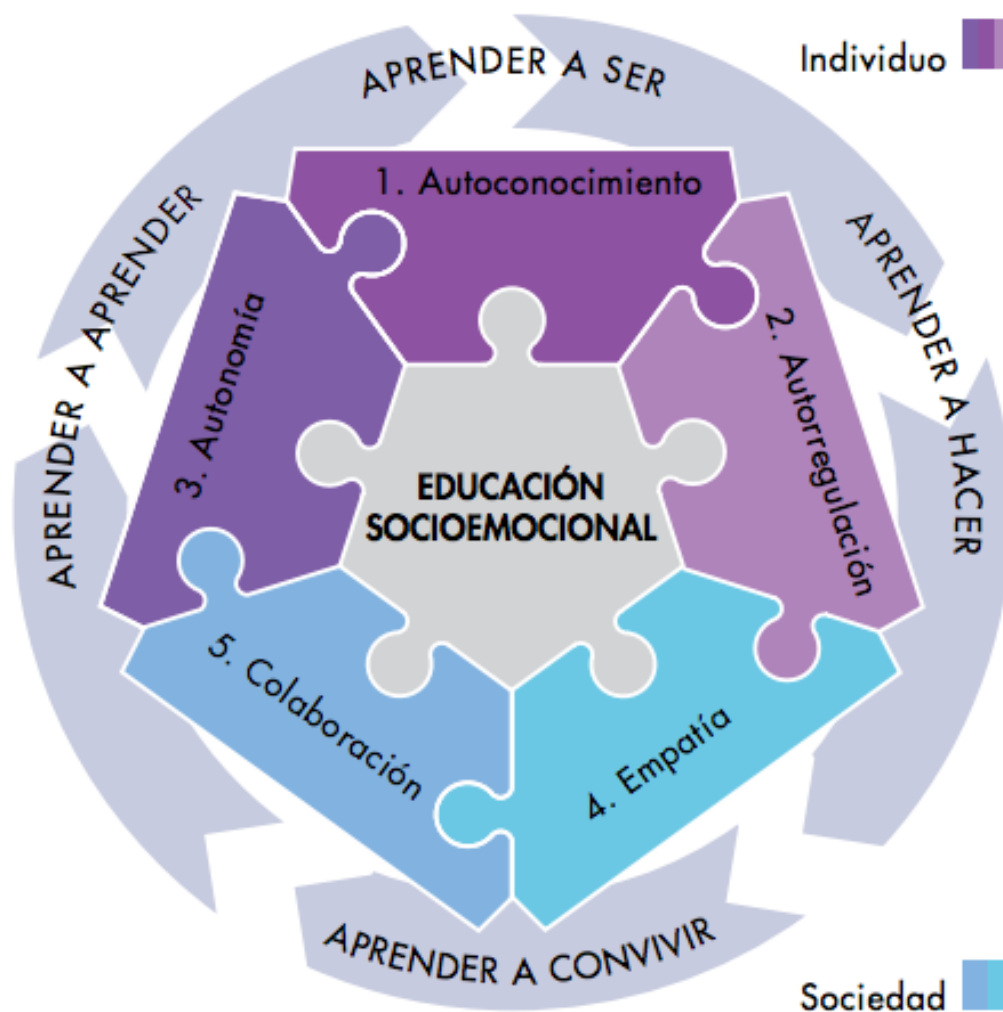 Individuo
APRENDER A SER
APRENDER A HACER
APRENDER A CONVIVIR
APRENDER A APRENDER
1. Autoconocimiento
2. Autorregulación
3. Autonomía
4. Empatía
5. Colaboración
EDUCACIÓN
SOCIOEMOCIONAL
Sociedad